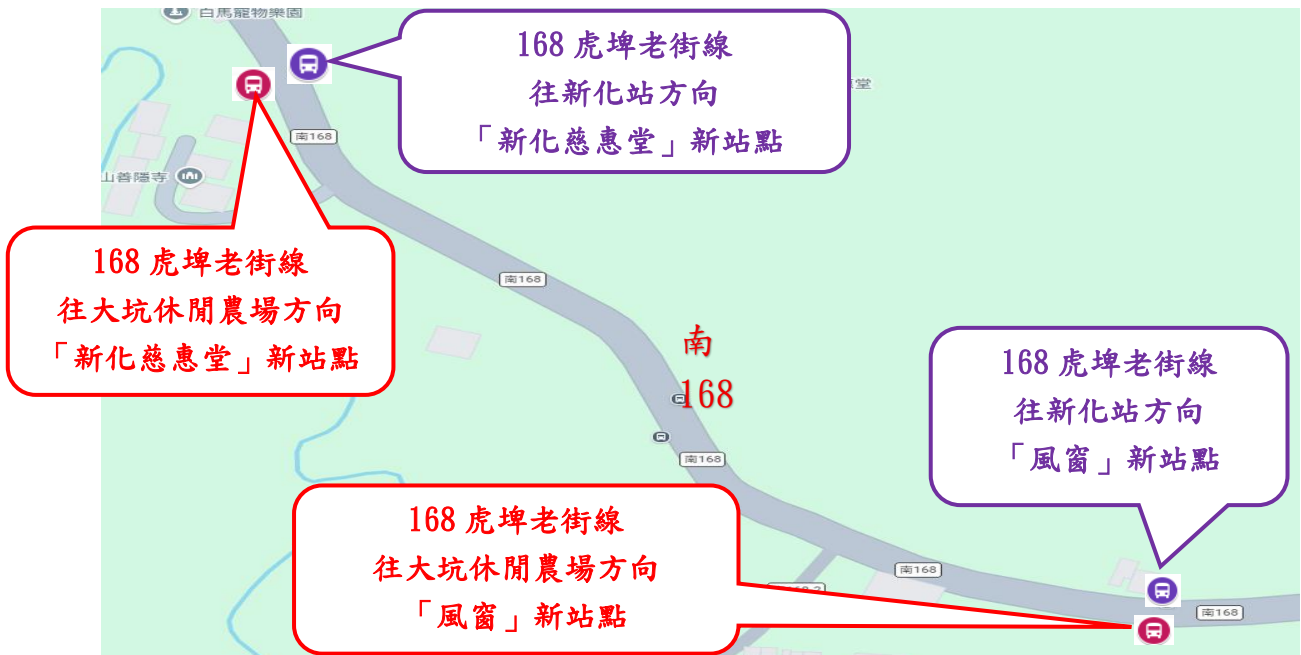 白馬寵物樂園
168 虎埤老街線
往新化站方向
「新化慈惠堂」新站點
堂
南168
山善隱寺
168 虎埤老街線
往大坑休閒農場方向
「新化慈惠堂」新站點
南168
南
168
168 虎埤老街線
往新化站方向
「風窗」新站點
南168
168 虎埤老街線
往大坑休閒農場方向
「風窗」新站點
南168
南168